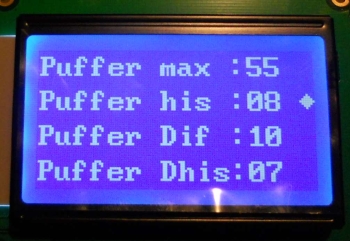 Puffer max :55
Puffer his :08 ◆
Puffer Dif :10
Puffer Dhis:07